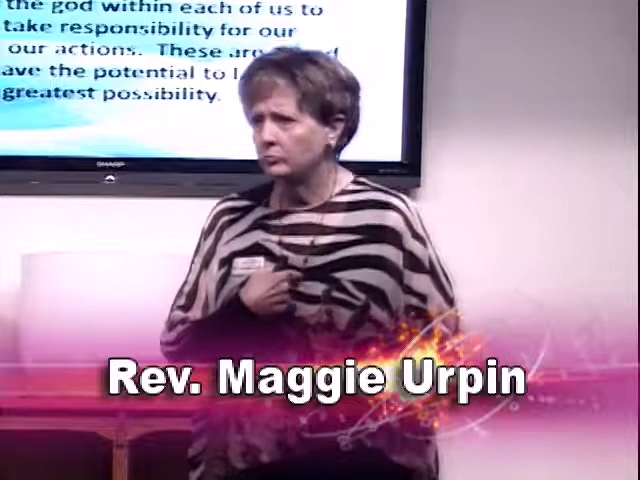 the god within each of us to
take responsibility for our
our actions. These are
ave the potential to
greatest possibility.
SHARP
Rev. Maggie Urpin